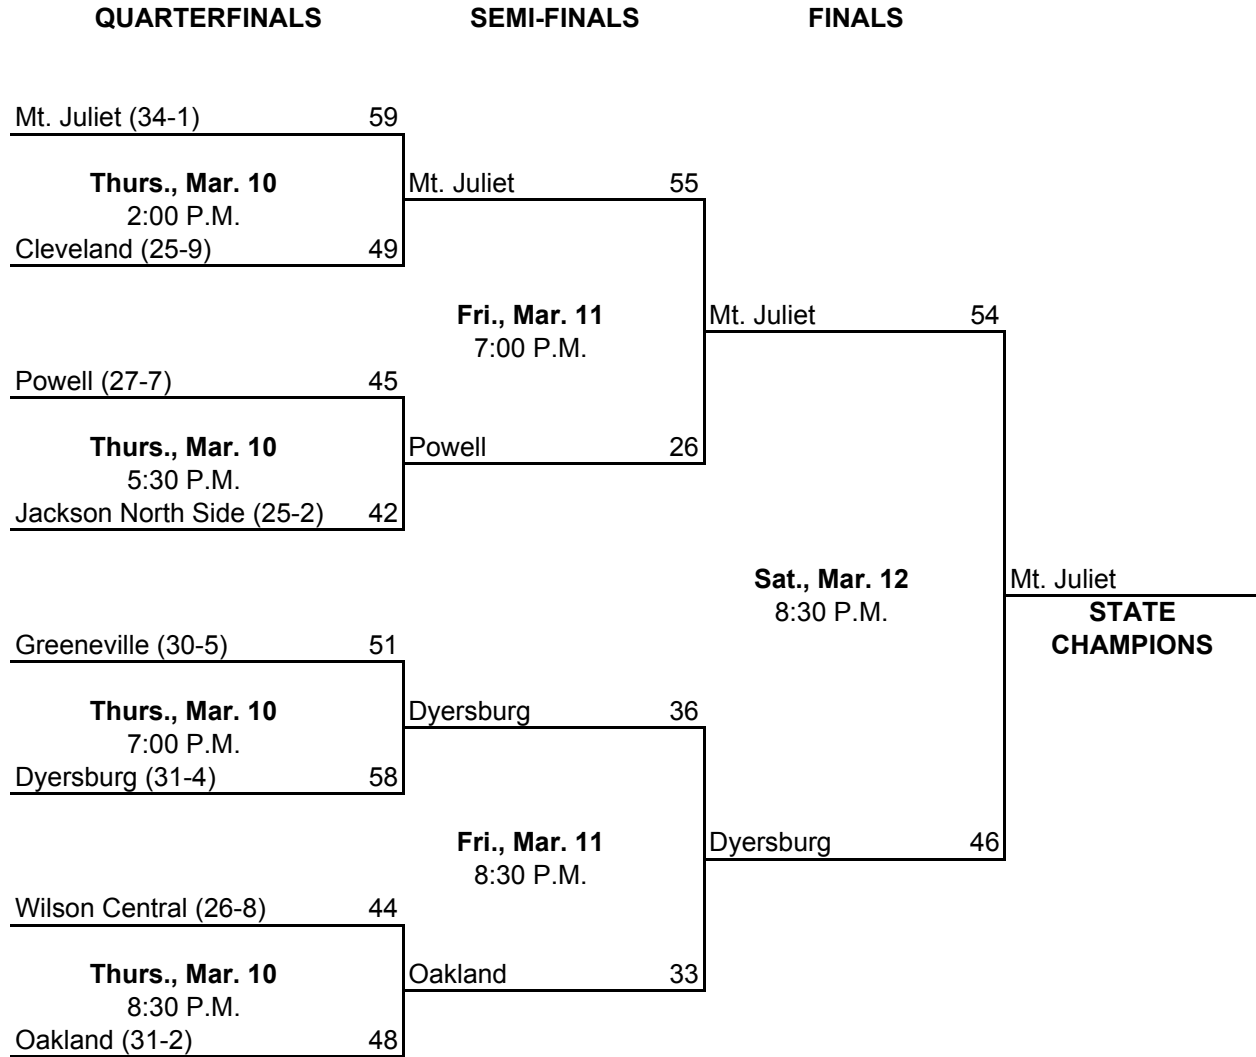 QUARTERFINALS SEMI-FINALS FINALS
Mt. Juliet (34-1) 59
Thurs., Mar. 10 Mt. Juliet 55
2:00 P.M.
Cleveland (25-9) 49
Fri., Mar. 11 Mt. Juliet 54
7:00 P.M.
Powell (27-7) 45
Thurs., Mar. 10 Powell 26
5:30 P.M.
Jackson North Side (25-2) 42
Sat., Mar. 12 Mt. Juliet
8:30 P.M. STATE
Greeneville (30-5) 51 CHAMPIONS
Thurs., Mar. 10 Dyersburg 36
7:00 P.M.
Dyersburg (31-4) 58
Fri., Mar. 11 Dyersburg 46
8:30 P.M.
Wilson Central (26-8) 44
Thurs., Mar. 10 Oakland 33
8:30 P.M.
Oakland (31-2) 48